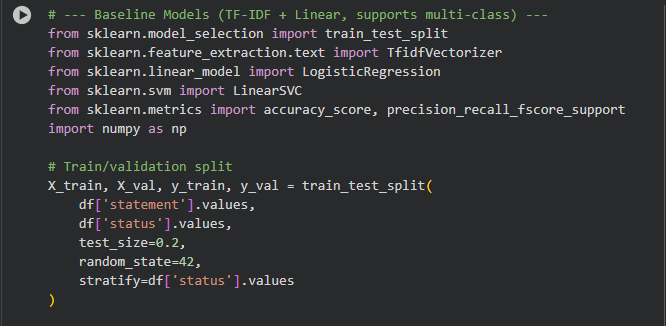 # --- Baseline Models (TF-IDF + Linear, supports multi-class) ---
from sklearn.model_selection import train_test_split
from sklearn.feature_extraction.text import TfidfVectorizer
from sklearn.linear_model import LogisticRegression
from sklearn.svm import LinearSVC
from sklearn.metrics import accuracy_score, precision_recall_fscore_support
import numpy as np

# Train/validation split
X_train, X_val, y_train, y_val = train_test_split(
    df['statement'].values,
    df['status'].values,
    test_size=0.2,
    random_state=42,
    stratify=df['status'].values
)